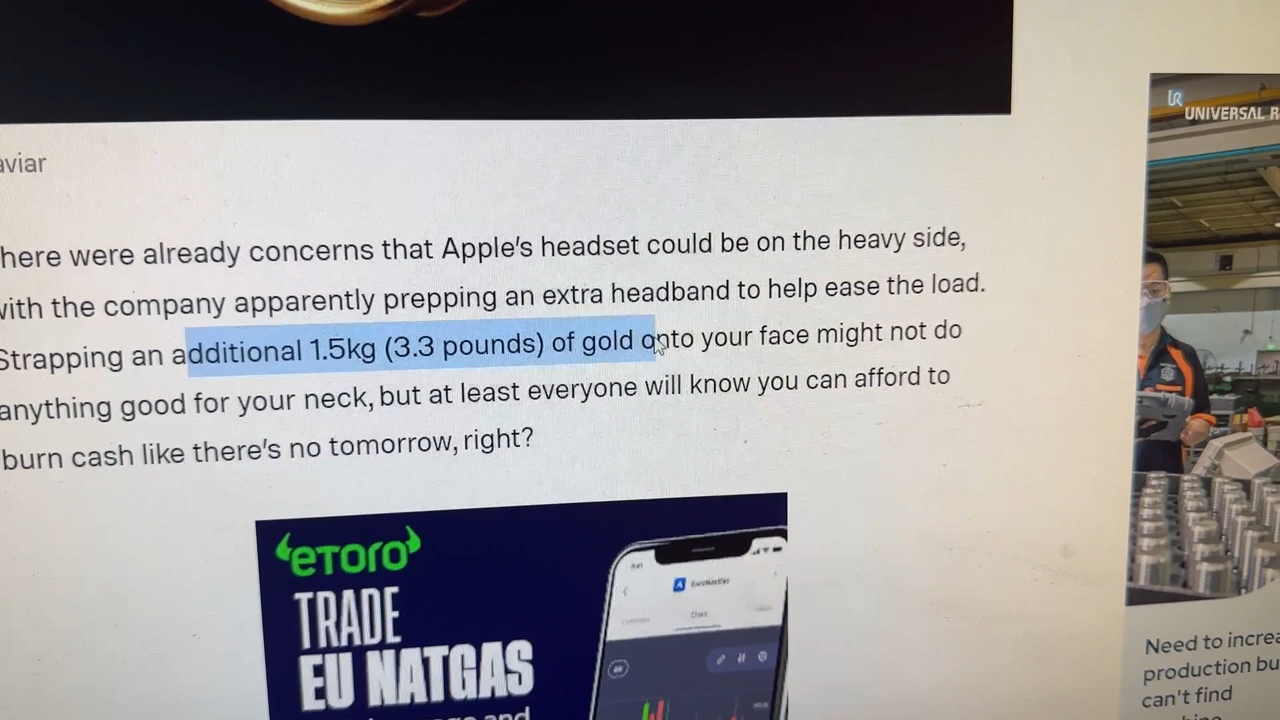 aviar
UNIVERSAL R
here were already concerns that Apple's headset could be on the heavy side,
with the company apparently prepping an extra headband to help ease the load.
Strapping an additional 1.5kg (3.3 pounds) of gold onto your face might not do
anything good for your neck, but at least everyone will know you can afford to
burn cash like there's no tomorrow, right?
eTORO
TRADE
EU NATGAS
and
Chart
Need to increa
production bu
can't find